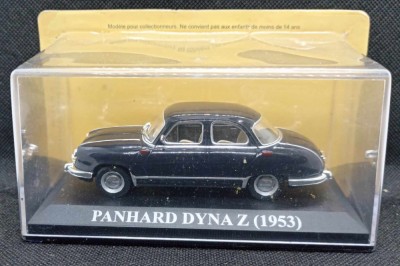 Modèle pour collectionneurs. Ne convient pas aux enfants de moins de 14 ans
PANHARD DYNA Z (1953)